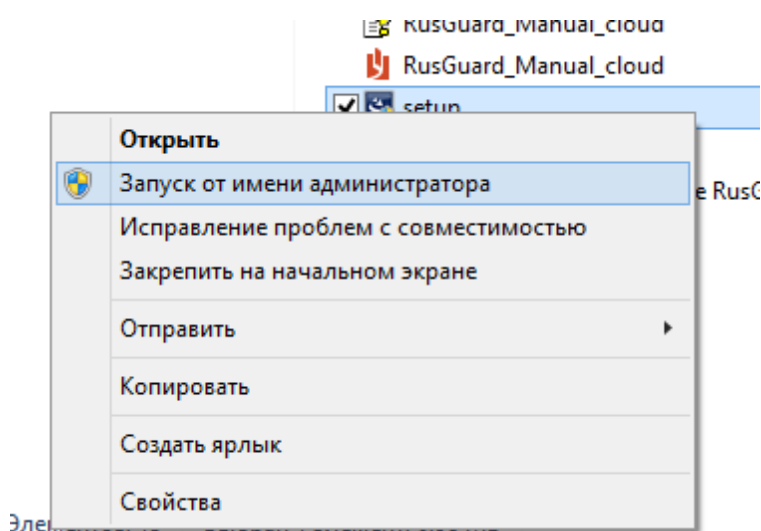 RusGuard_Manual_cloud
RusGuard_Manual_cloud
setup
Открыть
Запуск от имени администратора
e RusG
Исправление проблем с совместимостью
Закрепить на начальном экране
Отправить
Копировать
Создать ярлык
Свойства